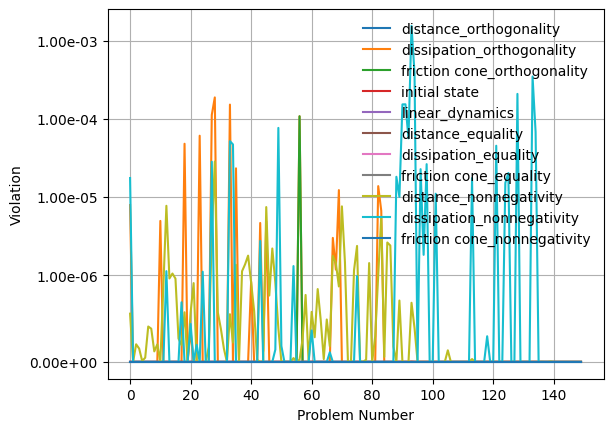 1.00e-03
1.00e-04
1.00e-05
1.00e-06
0.00e+00
Violation
distance_orthogonality
dissipation_orthogonality
friction cone_orthogonality
initial state
linear_dynamics
distance_equality
dissipation_equality
friction cone_equality
distance_nonnegativity
dissipation_nonnegativity
friction cone_nonnegativity
0 20 40 60 80 100 120 140
Problem Number